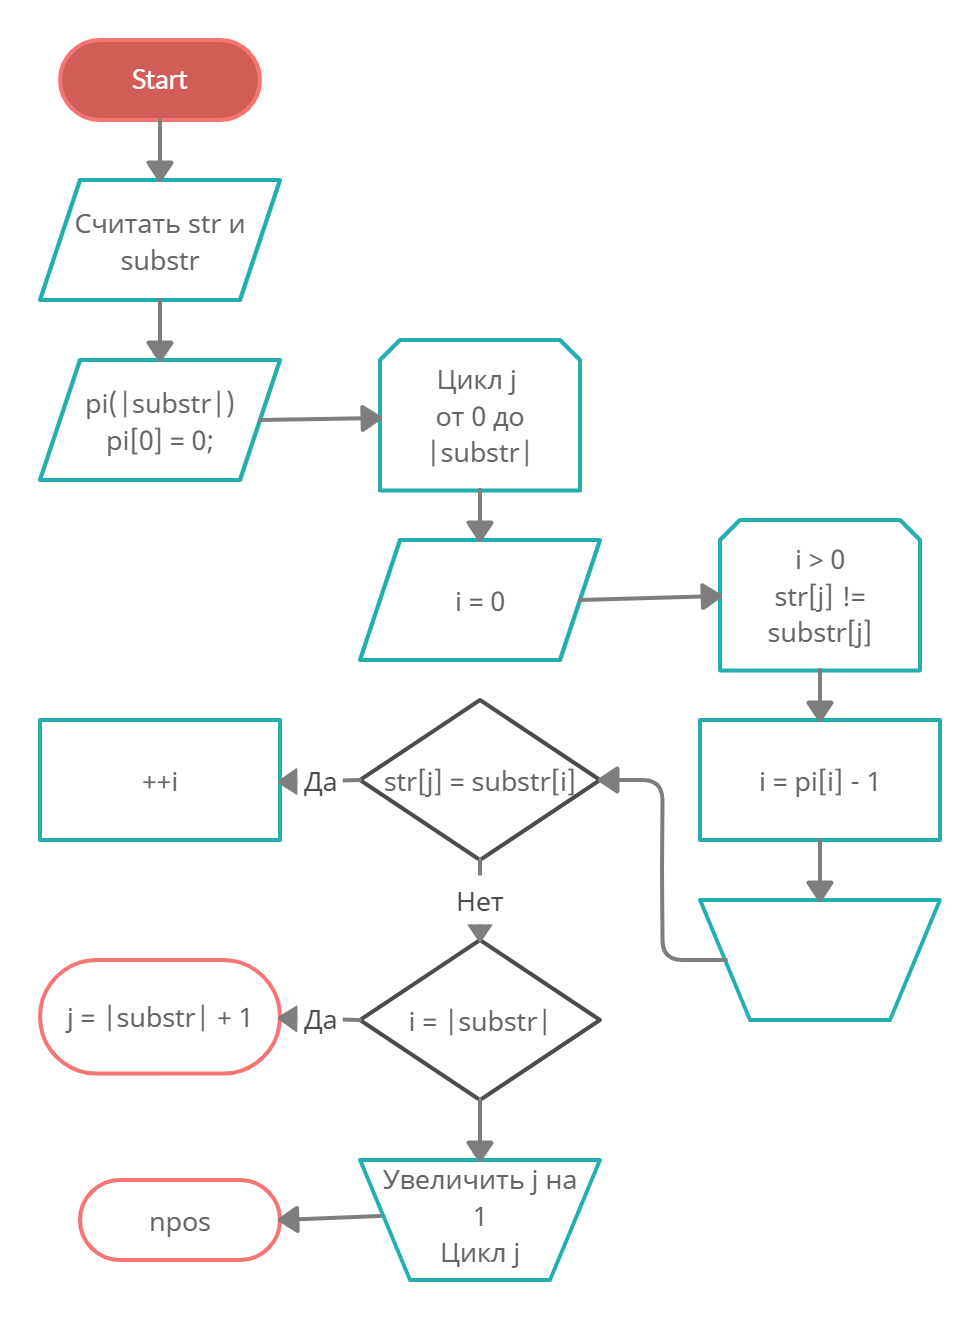 Start
Считать str и
substr
pi(|substr|)
pi[0] = 0;
Цикл j
от 0 до
|substr|
i = 0
i > 0
str[j] !=
substr[j]
i = pi[i] - 1
str[j] = substr[i]
Да
++i
Нет
i = |substr|
Да
j = |substr| + 1
Увеличить j на
1
Цикл j
npos